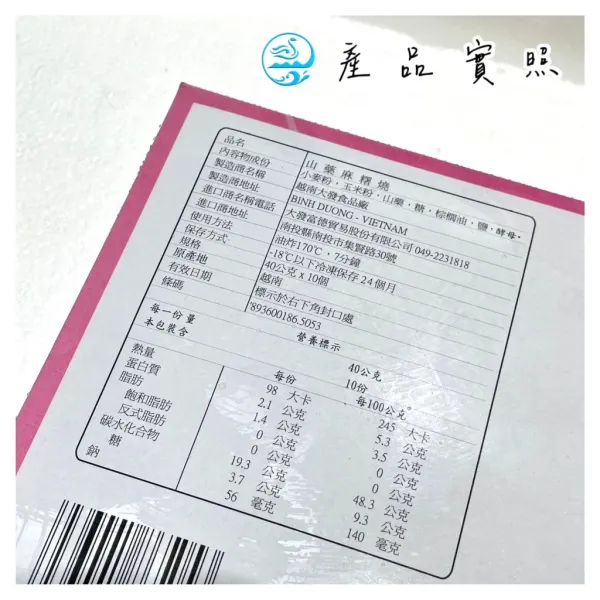 產品實照
品名 山藥麻糬燒
內容物成份 小麥粉，玉米粉，山藥，糖，棕櫚油，鹽，酵母。
製造商名稱 越南大發食品廠
製造商地址 BINH DUONG - VIETNAM
進口商名稱電話 大發富德貿易股份有限公司 049-2231818
進口商地址 南投縣南投市集賢路30號
使用方法 油炸170℃，7分鐘
保存方式 -18℃以下冷凍保存24個月
規格 40公克x10個
原產地 越南
有效日期 標示於右下角封口處
條碼 '893600186.5053
營養標示
每一份量 40公克
本包裝含 10份
每份 每100公克
熱量 98 大卡 245 大卡
蛋白質 2.1 公克 5.3 公克
脂肪 1.4 公克 3.5 公克
飽和脂肪 0 公克 0 公克
反式脂肪 0 公克 0 公克
碳水化合物 19.3 公克 48.3 公克
糖 3.7 公克 9.3 公克
鈉 56 毫克 140 毫克